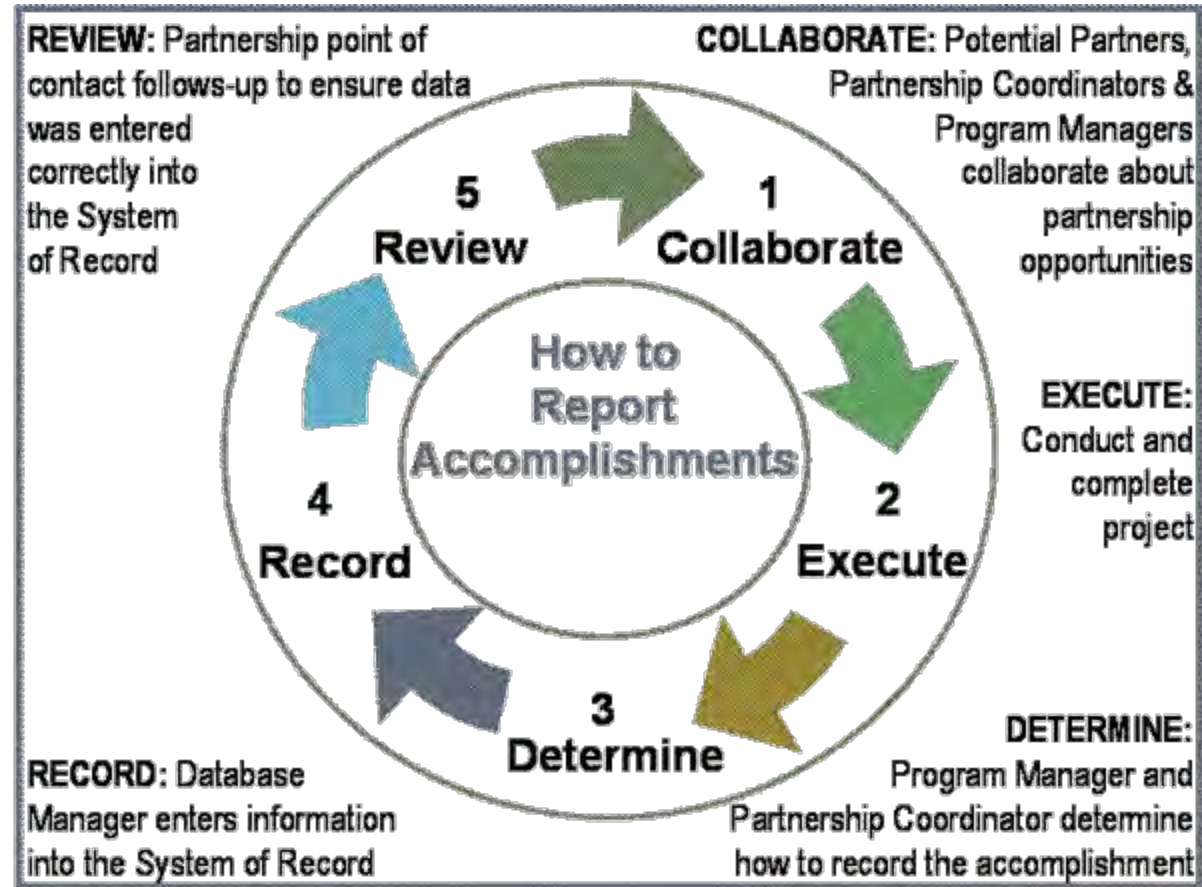 REVIEW: Partnership point of
contact follows-up to ensure data
was entered
correctly into
the System
of Record
COLLABORATE: Potential Partners,
Partnership Coordinators &
Program Managers
collaborate about
partnership
opportunities
5
Review
1
Collaborate
How to
Report
Accomplishments
EXECUTE:
Conduct and
complete
project
4
Record
2
Execute
3
Determine
RECORD: Database
Manager enters information
into the System of Record
DETERMINE:
Program Manager and
Partnership Coordinator determine
how to record the accomplishment